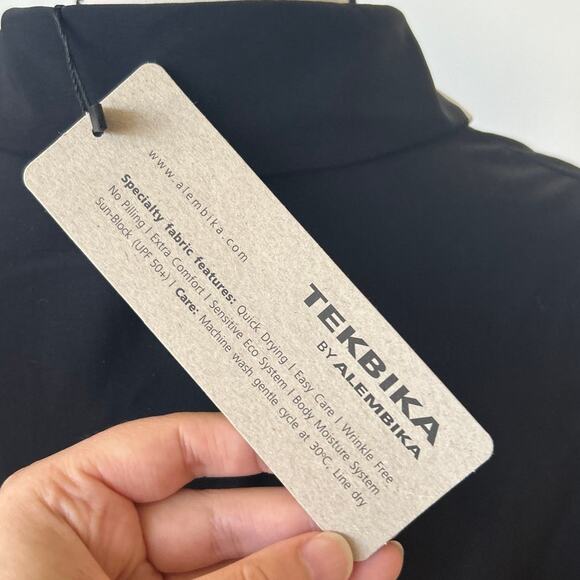 www.alembika.com
TEKBIKA
BY ALEMBIKA
Specialty fabric features: Quick Drying I Easy Care I Wrinkle Free
No Pilling I Extra Comfort I Sensitive Eco System I Body Moisture System
Sun-Block (UPF 50+) I Care: Machine wash gentle cycle at 30ºC, Line dry